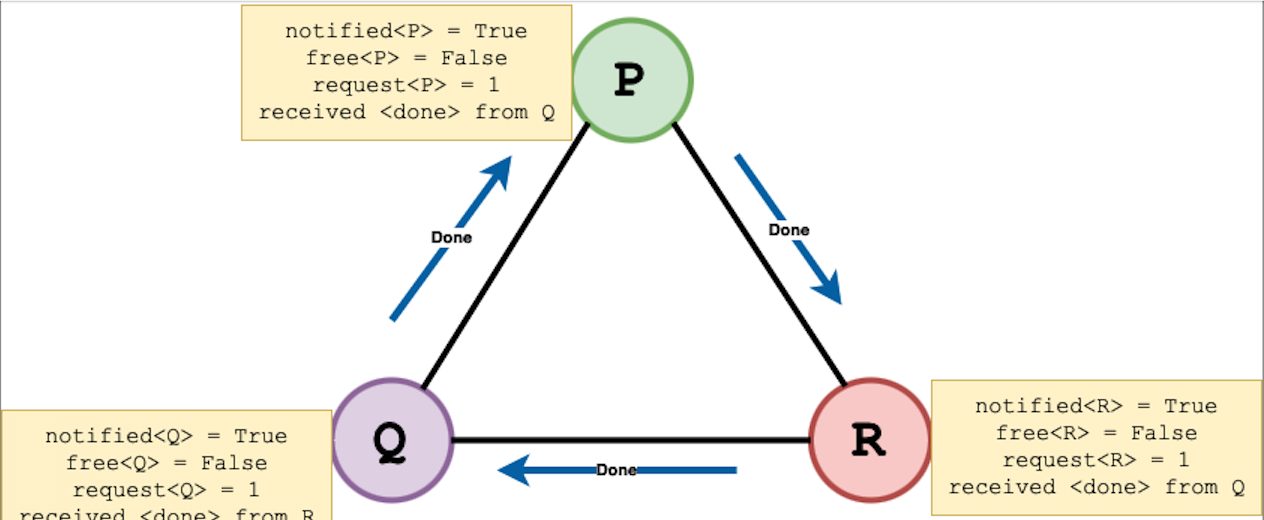 notified<P> = True
free<P> = False
request<P> = 1
received <done> from Q
P
Done
Done
Q
R
Done
notified<Q> = True
free<Q> = False
request<Q> = 1
received <done> from R
notified<R> = True
free<R> = False
request<R> = 1
received <done> from Q